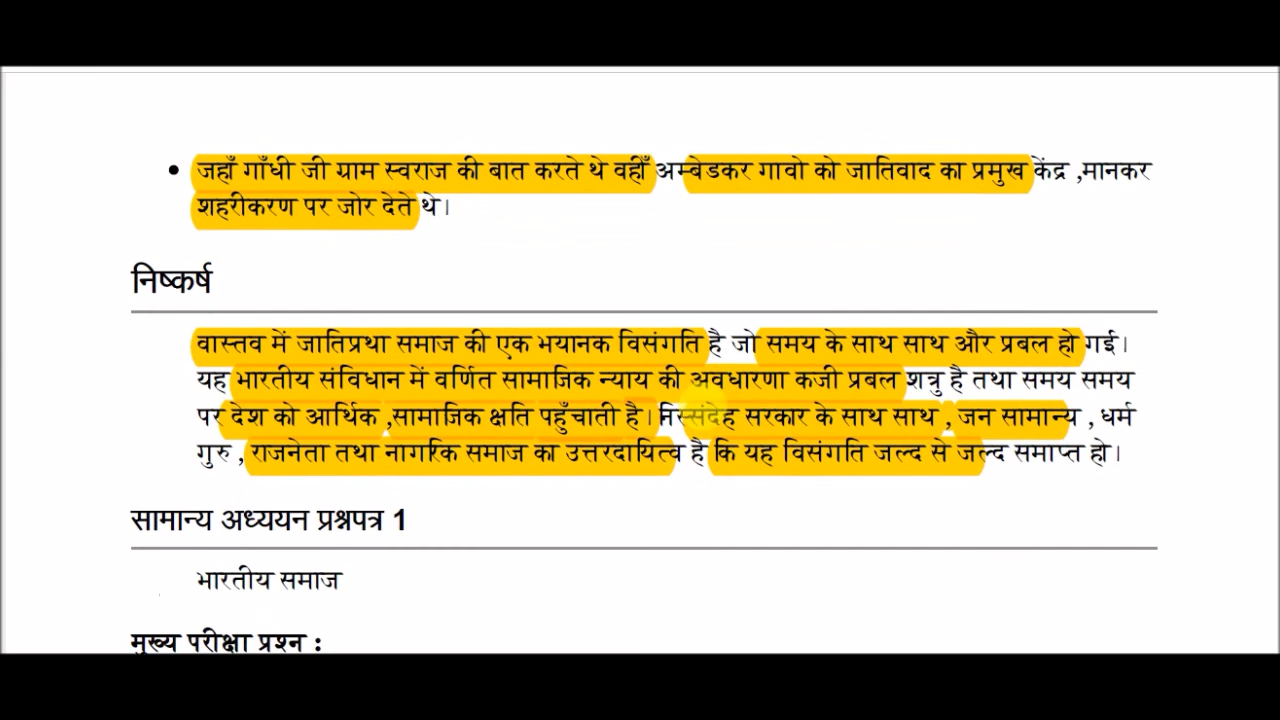 • जहाँ गाँधी जी ग्राम स्वराज की बात करते थे वहीँ अम्बेडकर गावो को जातिवाद का प्रमुख केंद्र ,मानकर
शहरीकरण पर जोर देते थे।
निष्कर्ष
वास्तव में जातिप्रथा समाज की एक भयानक विसंगति है जो समय के साथ साथ और प्रबल हो गई।
यह भारतीय संविधान में वर्णित सामाजिक न्याय की अवधारणा कजी प्रबल शत्रु है तथा समय समय
पर देश को आर्थिक ,सामाजिक क्षति पहुँचाती है। निस्संदेह सरकार के साथ साथ , जन सामान्य , धर्म
गुरु , राजनेता तथा नागरिक समाज का उत्तरदायित्व है कि यह विसंगति जल्द से जल्द समाप्त हो।
सामान्य अध्ययन प्रश्नपत्र 1
भारतीय समाज
मुख्य परीक्षा प्रश्न :